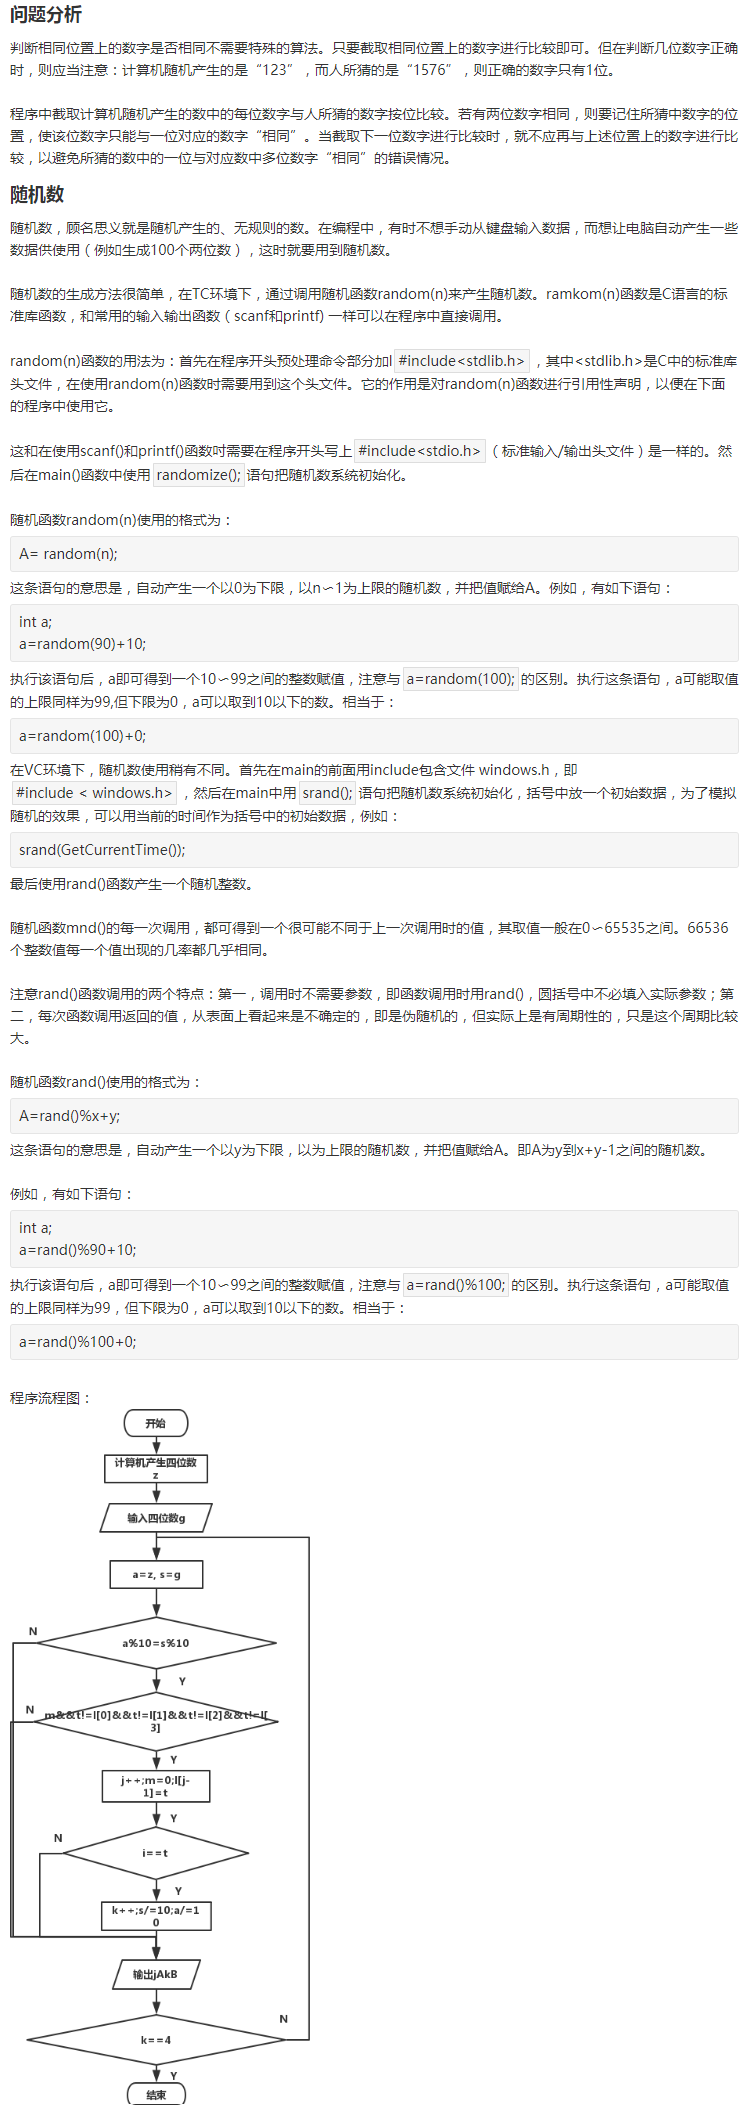 问题分析
判断相同位置上的数字是否相同不需要特殊的算法。只要截取相同位置上的数字进行比较即可。但在判断几位数字正确
时，则应当注意：计算机随机产生的是“123”，而人所猜的是“1576”，则正确的数字只有1位。
程序中截取计算机随机产生的数中的每位数字与人所猜的数字按位比较。若有两位数字相同，则要记住所猜中数字的位
置，使该位数字只能与一位对应的数字“相同”。当截取下一位数字进行比较时，就不应再与上述位置上的数字进行比
较，以避免所猜的数中的一位与对应数中多位数字“相同”的错误情况。
随机数
随机数，顾名思义就是随机产生的、无规则的数。在编程中，有时不想手动从键盘输入数据，而想让电脑自动产生一些
数据供使用（例如生成100个两位数），这时就要用到随机数。
随机数的生成方法很简单，在TC环境下，通过调用随机函数random(n)来产生随机数。ramkom(n)函数是C语言的标
准库函数，和常用的输入输出函数（scanf和printf) 一样可以在程序中直接调用。
random(n)函数的用法为：首先在程序开头预处理命令部分加l #include<stdlib.h> ，其中<stdlib.h>是C中的标准库
头文件，在使用random(n)函数时需要用到这个头文件。它的作用是对random(n)函数进行引用性声明，以便在下面
的程序中使用它。
这和在使用scanf()和printf()函数吋需要在程序开头写上 #include<stdio.h> （标准输入/输出头文件）是一样的。然
后在main()函数中使用 randomize(); 语句把随机数系统初始化。
随机函数random(n)使用的格式为：
A= random(n);
这条语句的意思是，自动产生一个以0为下限，以n∽1为上限的随机数，并把值赋给A。例如，有如下语句：
int a;
a=random(90)+10;
执行该语句后，a即可得到一个10∽99之间的整数赋值，注意与 a=random(100); 的区别。执行这条语句，a可能取值
的上限同样为99,但下限为0，a可以取到10以下的数。相当于：
a=random(100)+0;
在VC环境下，随机数使用稍有不同。首先在main的前面用include包含文件 windows.h，即
#include < windows.h> ，然后在main中用 srand(); 语句把随机数系统初始化，括号中放一个初始数据，为了模拟
随机的效果，可以用当前的时间作为括号中的初始数据，例如：
srand(GetCurrentTime());
最后使用rand()函数产生一个随机整数。
随机函数mnd()的每一次调用，都可得到一个很可能不同于上一次调用时的值，其取值一般在0∽65535之间。66536
个整数值每一个值出现的几率都几乎相同。
注意rand()函数调用的两个特点：第一，调用时不需要参数，即函数调用时用rand()，圆括号中不必填入实际参数；第
二，每次函数调用返回的值，从表面上看起来是不确定的，即是伪随机的，但实际上是有周期性的，只是这个周期比较
大。
随机函数rand()使用的格式为：
A=rand()%x+y;
这条语句的意思是，自动产生一个以y为下限，以为上限的随机数，并把值赋给A。即A为y到x+y-1之间的随机数。
例如，有如下语句：
int a;
a=rand()%90+10;
执行该语句后，a即可得到一个10∽99之间的整数赋值，注意与 a=rand()%100; 的区别。执行这条语句，a可能取值
的上限同样为99，但下限为0，a可以取到10以下的数。相当于：
a=rand()%100+0;
程序流程图：
开始
计算机产生四位数
z
输入四位数g
a=z, s=g
N
a%10=s%10
Y
N
m&&t!=l[0]&&t!=l[1]&&t!=l[2]&&t!=l[
3]
Y
j++;m=0;l[j-
1]=t
Y
N
i==t
Y
k++;s/=10;a/=1
0
输出jAkB
N
k==4
Y
结束